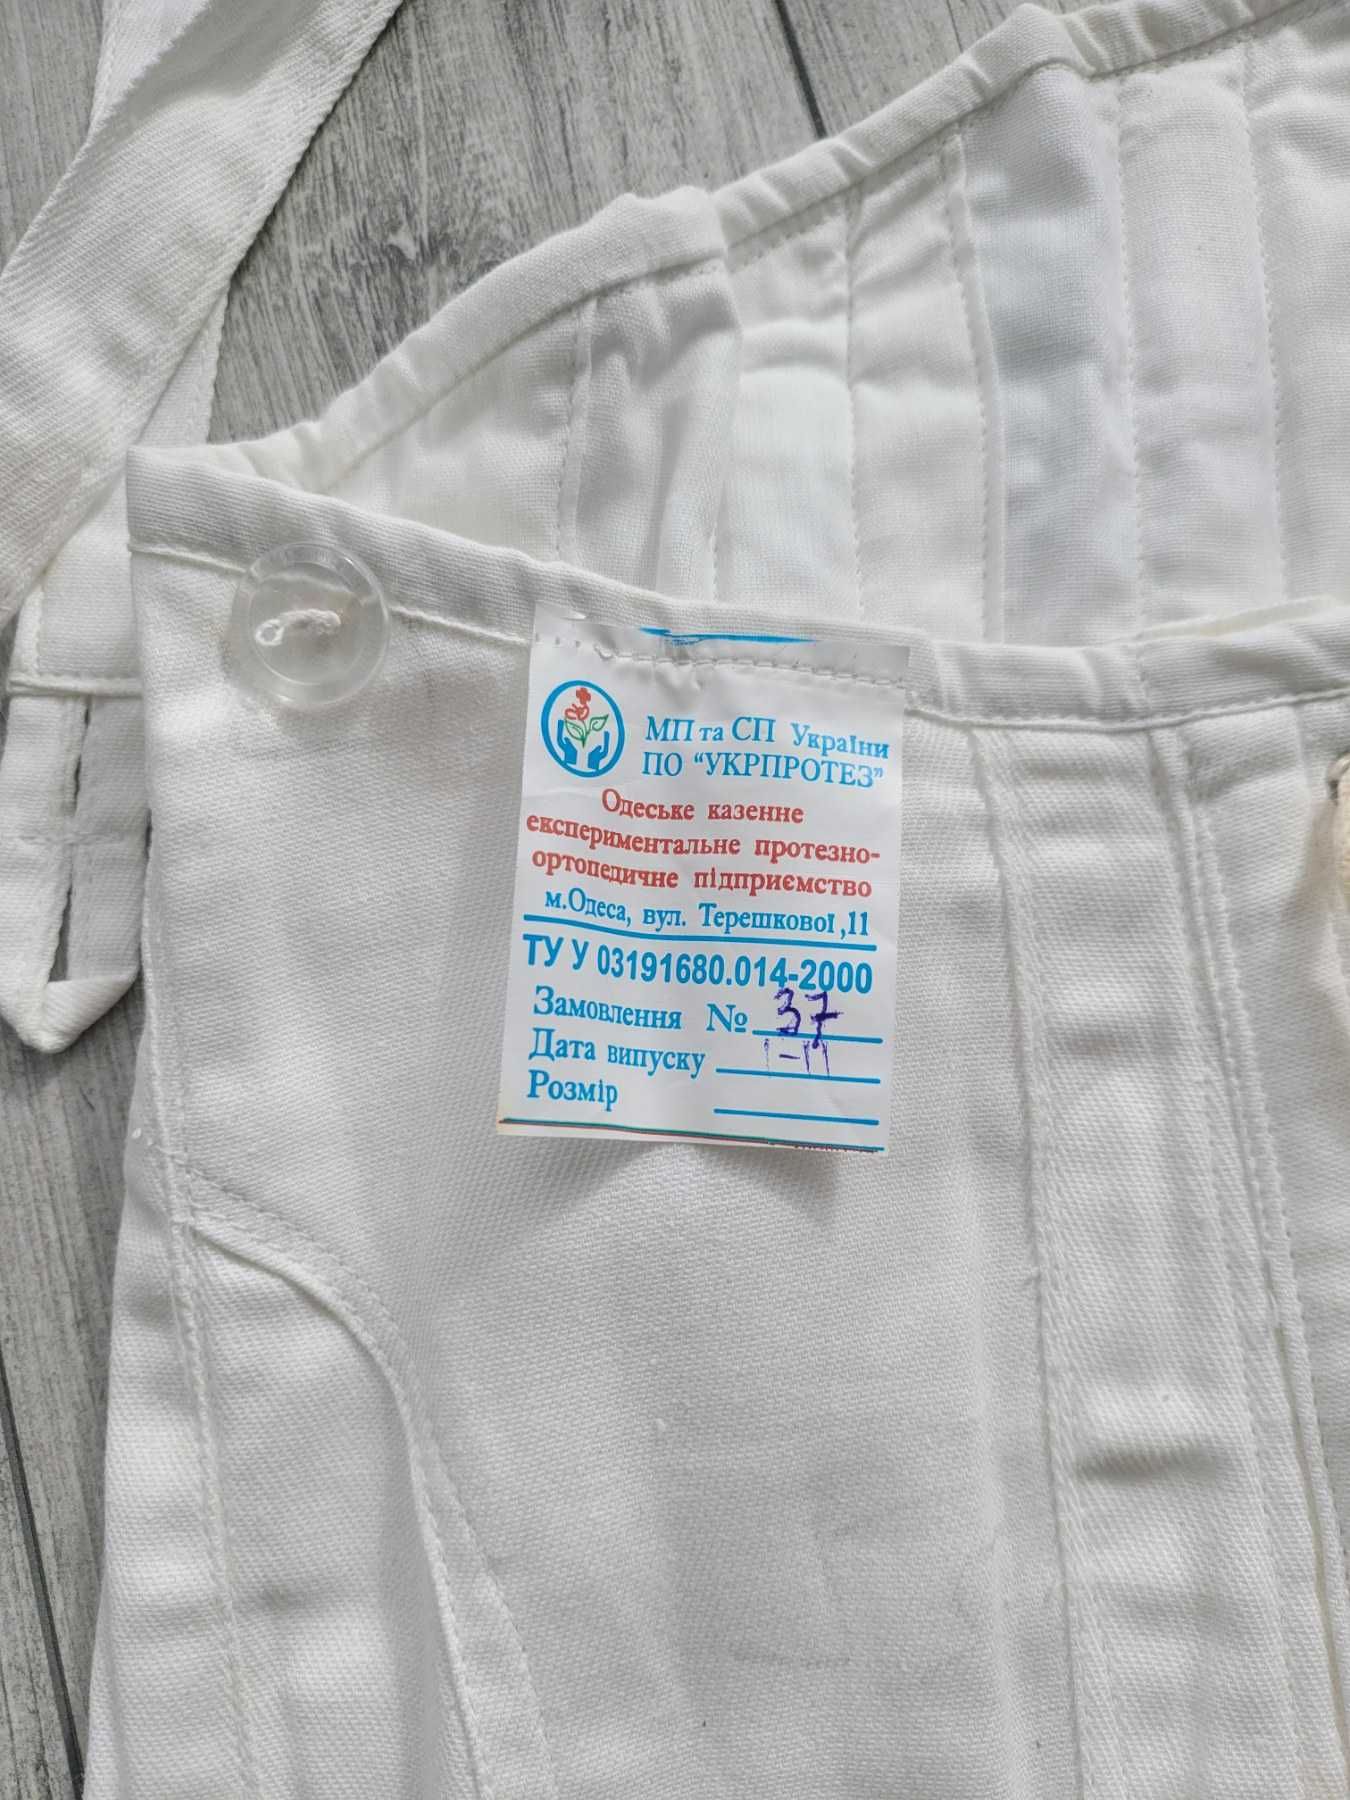 МП та СП України
ПО "УКРПРОТЕЗ"
Одеське казенне
експериментальне протезно-
ортопедичне підприємство
м.Одеса, вул. Терешкової,11
ТУ У 03191680.014-2000
Замовлення № 37
Дата випуску
Розмір